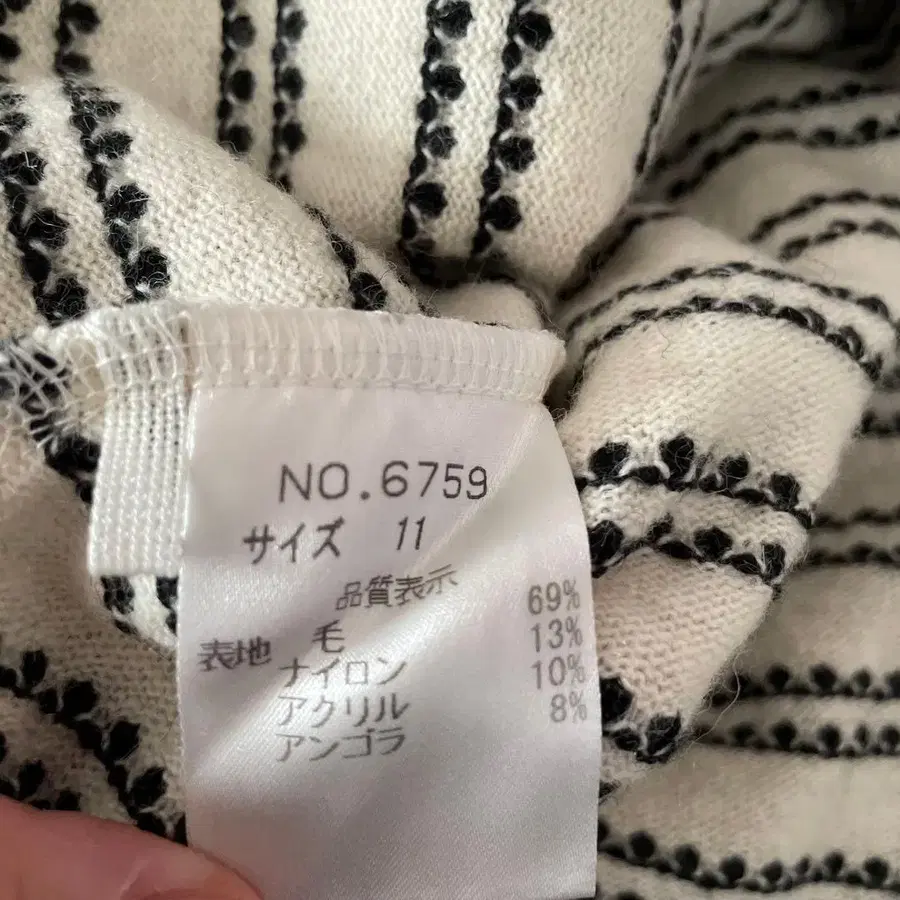 NO.6759
サイズ 11
品質表示
表地 毛 69%
ナイロン 13%
アクリル 10%
アンゴラ 8%